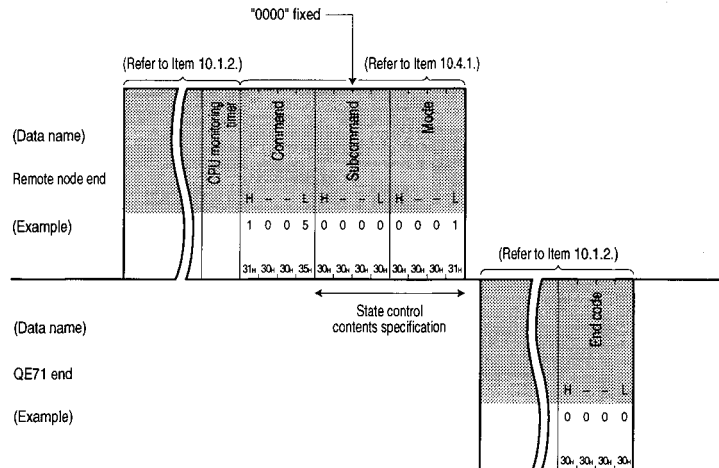 "0000" fixed
(Refer to Item 10.1.2.)
(Refer to Item 10.4.1.)
(Data name)
CPU monitoring timer
Command
Subcommand
Mode
Remote node end
H – – L H – – L H – – L
(Example)
1 0 0 5 0 0 0 0 0 0 0 1
31H 30H 30H 35H 30H 30H 30H 30H 30H 30H 30H 31H
(Refer to Item 10.1.2.)
State control
contents specification
(Data name)
End code
QE71 end
H – – L
(Example)
0 0 0 0
30H 30H 30H 30H